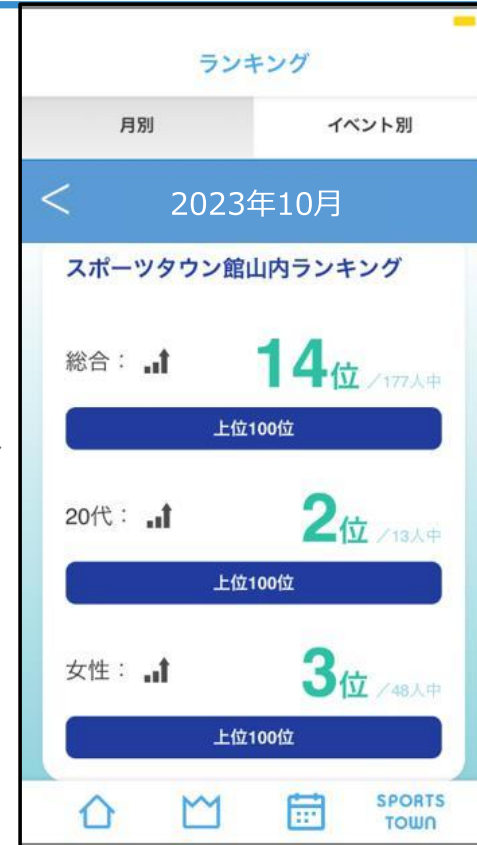 ランキング
月別 イベント別
< 2023年10月
スポーツタウン館山内ランキング
総合： 14位 ／177人中
上位100位
20代： 2位 ／13人中
上位100位
女性： 3位 ／48人中
上位100位
SPORTS
TOWN